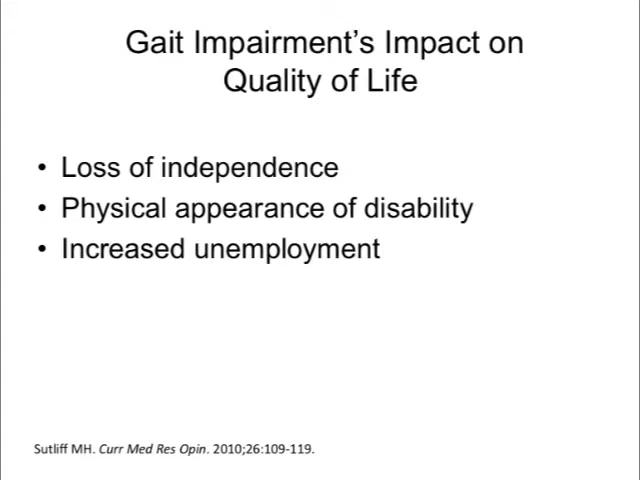 Gait Impairment's Impact on
Quality of Life
• Loss of independence
• Physical appearance of disability
• Increased unemployment
Sutliff MH. Curr Med Res Opin. 2010;26:109-119.